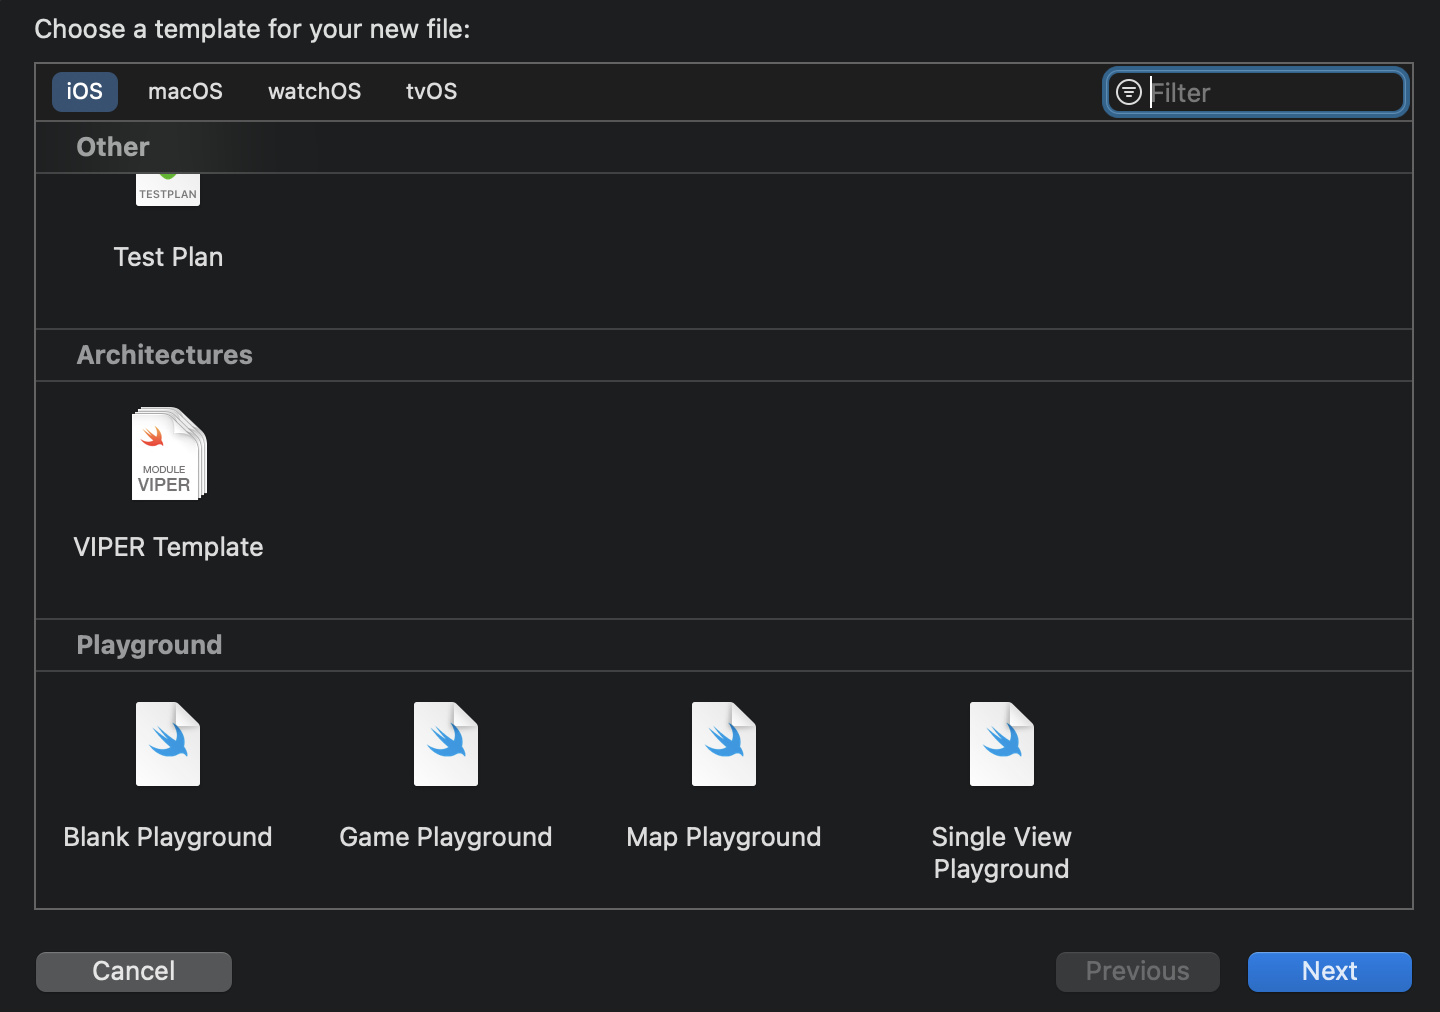 Choose a template for your new file:
iOS macOS watchOS tvOS Filter
Other
TESTPLAN
Test Plan
Architectures
MODULE
VIPER
VIPER Template
Playground
Blank Playground
Game Playground
Map Playground
Single View
Playground
Cancel Previous Next